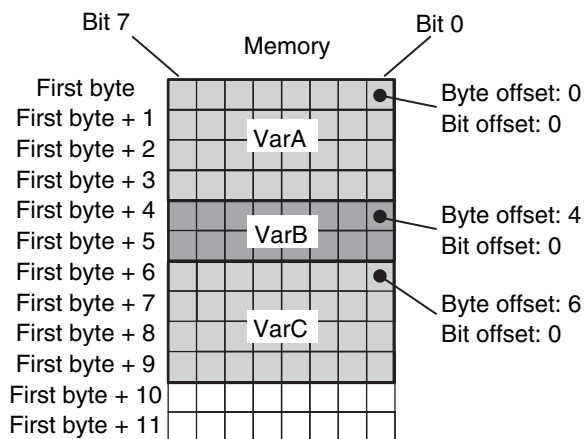 Bit 7
Bit 0
Memory
First byte
Byte offset: 0
First byte + 1
Bit offset: 0
First byte + 2
VarA
First byte + 3
First byte + 4
Byte offset: 4
First byte + 5
VarB
Bit offset: 0
First byte + 6
First byte + 7
Byte offset: 6
First byte + 8
VarC
Bit offset: 0
First byte + 9
First byte + 10
First byte + 11